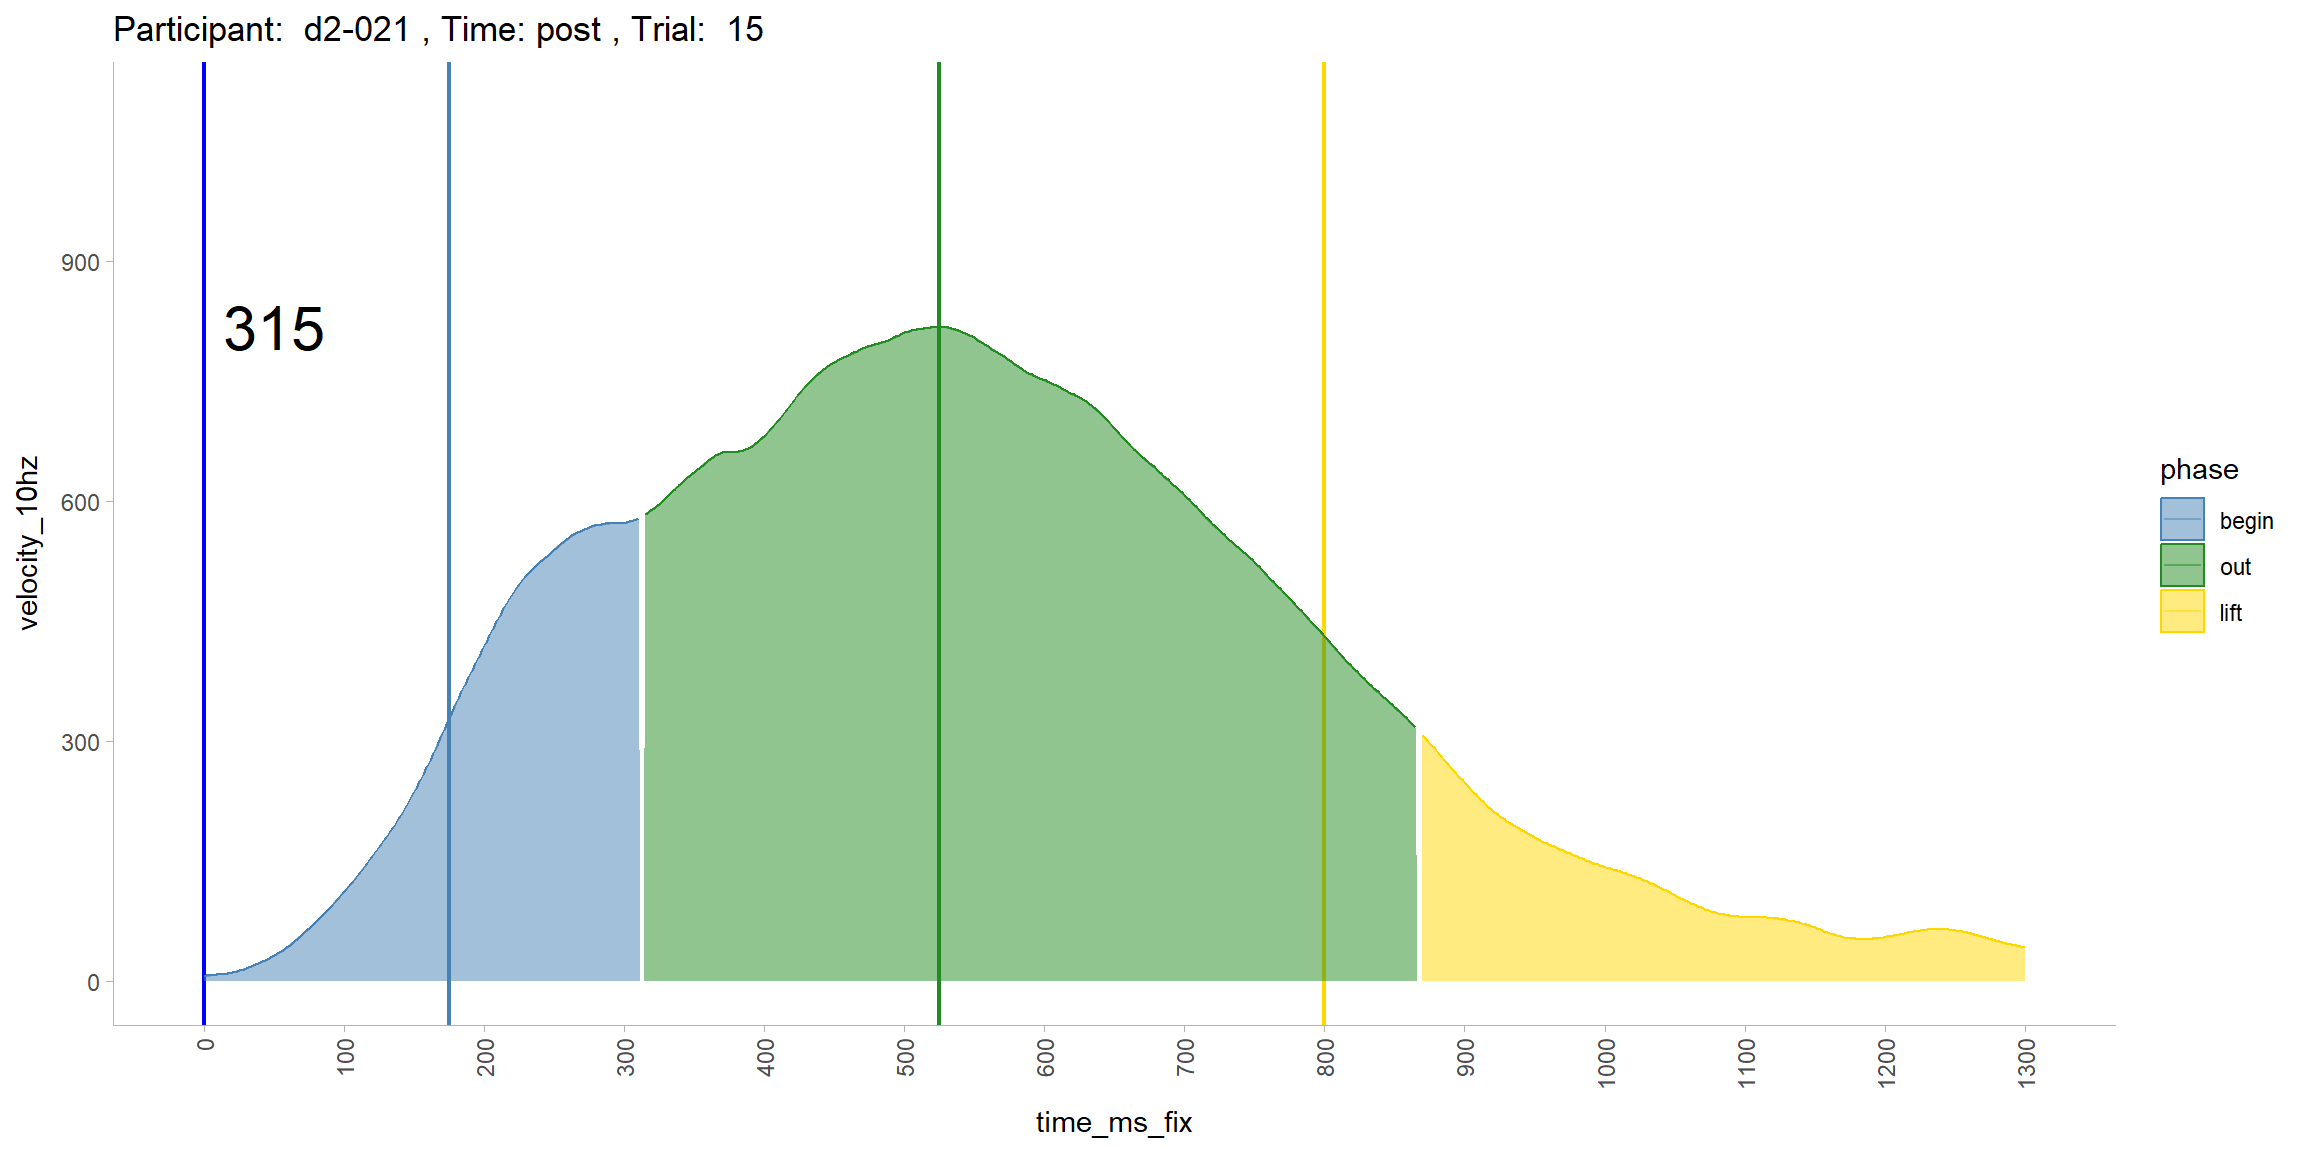 Participant:  d2-021 , Time: post , Trial:  15
900
600
300
0
velocity_10hz
315
0
100
200
300
400
500
600
700
800
900
1000
1100
1200
1300
time_ms_fix
phase
begin
out
lift